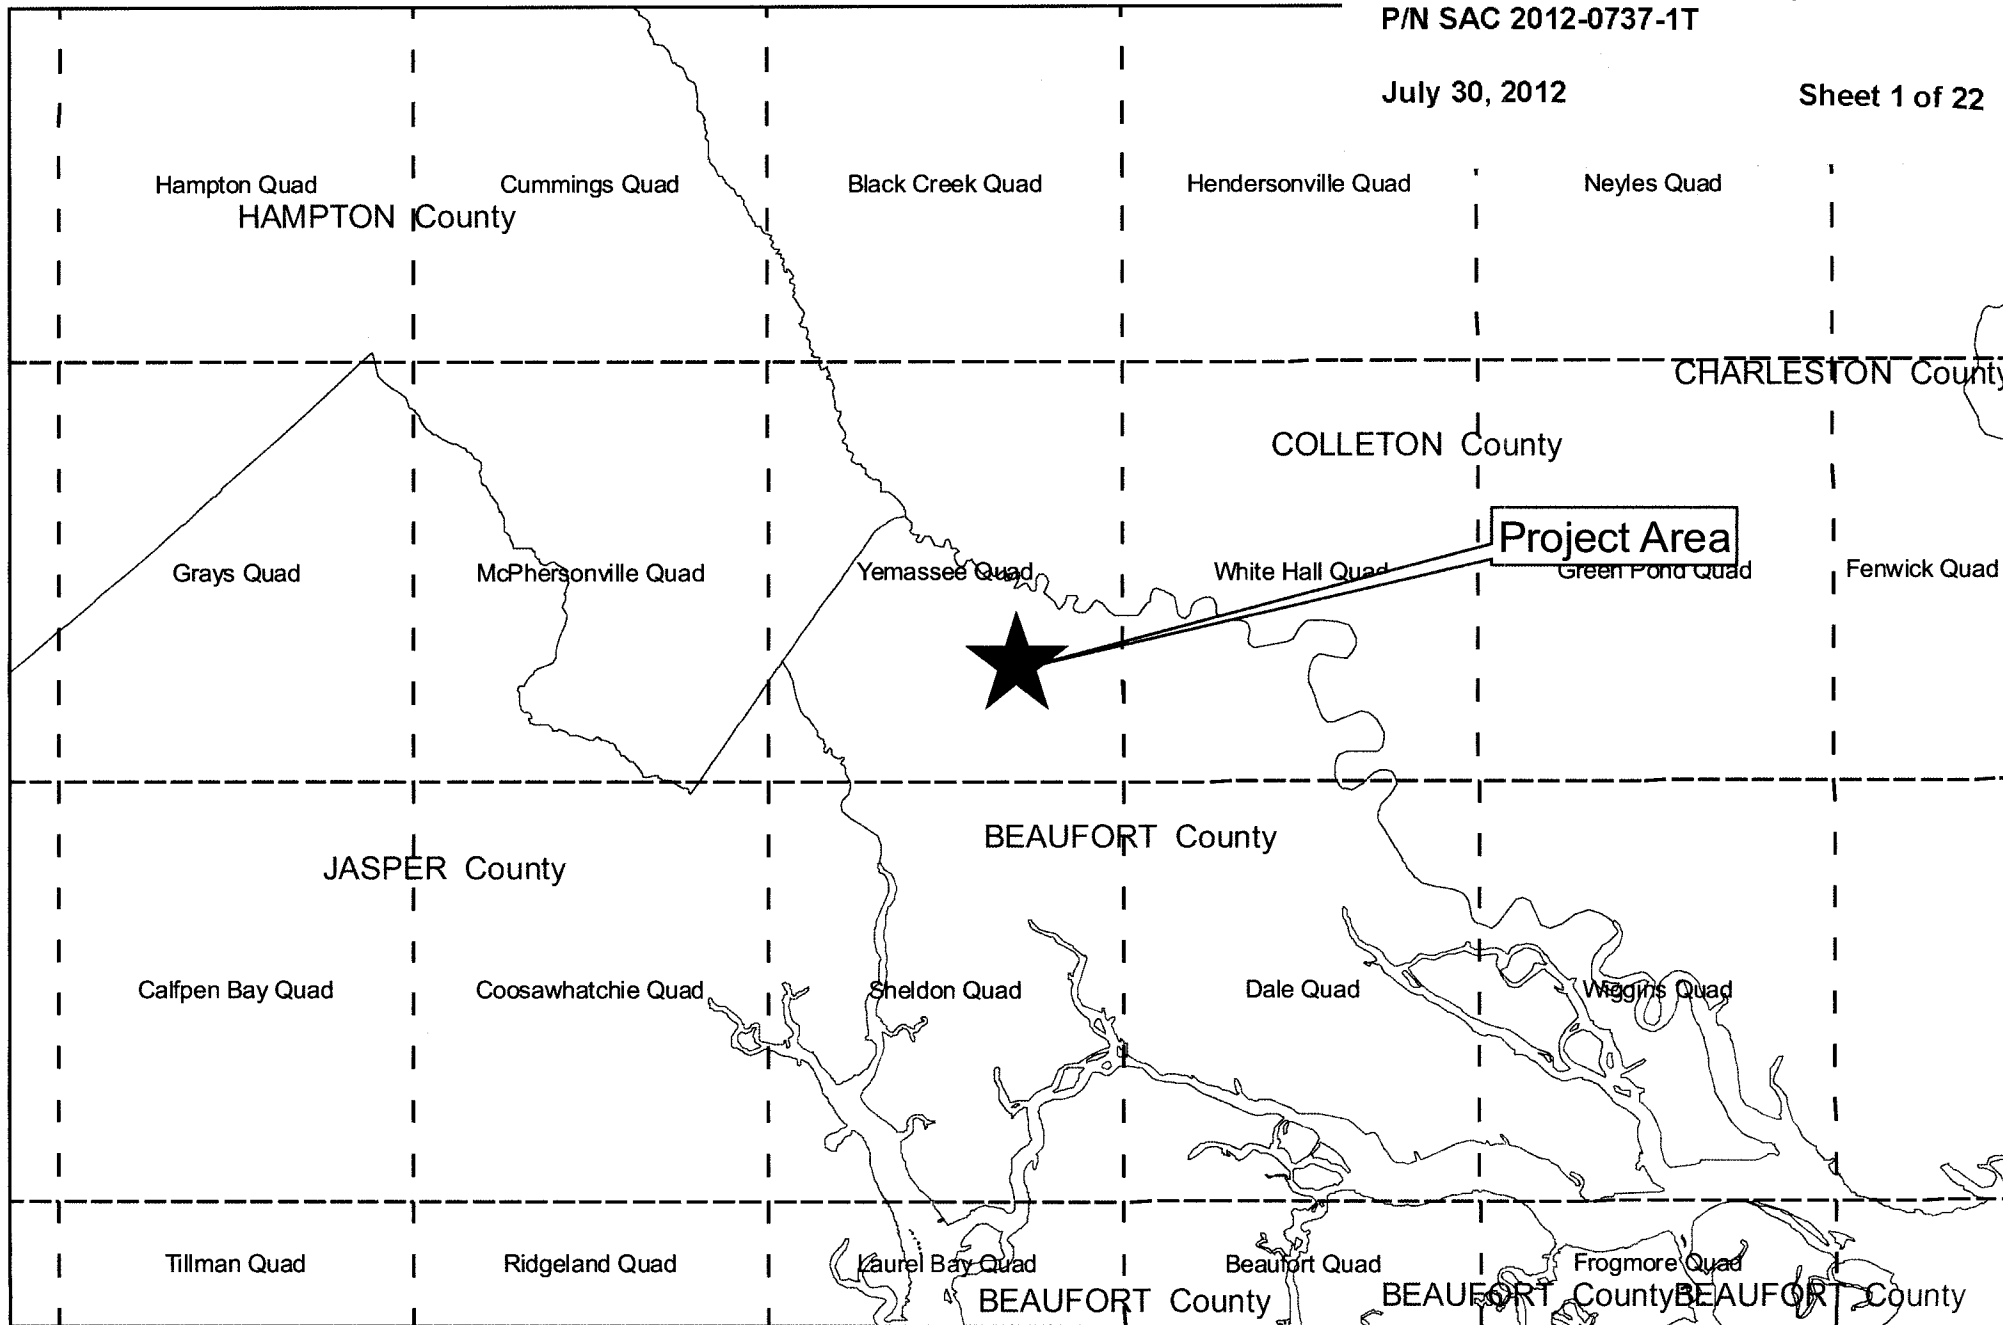 P/N SAC 2012-0737-1T
July 30, 2012
Sheet 1 of 22
Hampton Quad
Cummings Quad
Black Creek Quad
Hendersonville Quad
Neyles Quad
HAMPTON County
CHARLESTON County
COLLETON County
Project Area
Grays Quad
McPhersonville Quad
Yemassee Quad
White Hall Quad
Green Pond Quad
Fenwick Quad
BEAUFORT County
JASPER County
Calfpen Bay Quad
Coosawhatchie Quad
Sheldon Quad
Dale Quad
Wiggins Quad
Tillman Quad
Ridgeland Quad
Laurel Bay Quad
Beaufort Quad
Frogmore Quad
BEAUFORT County
BEAUFORT County
BEAUFORT County